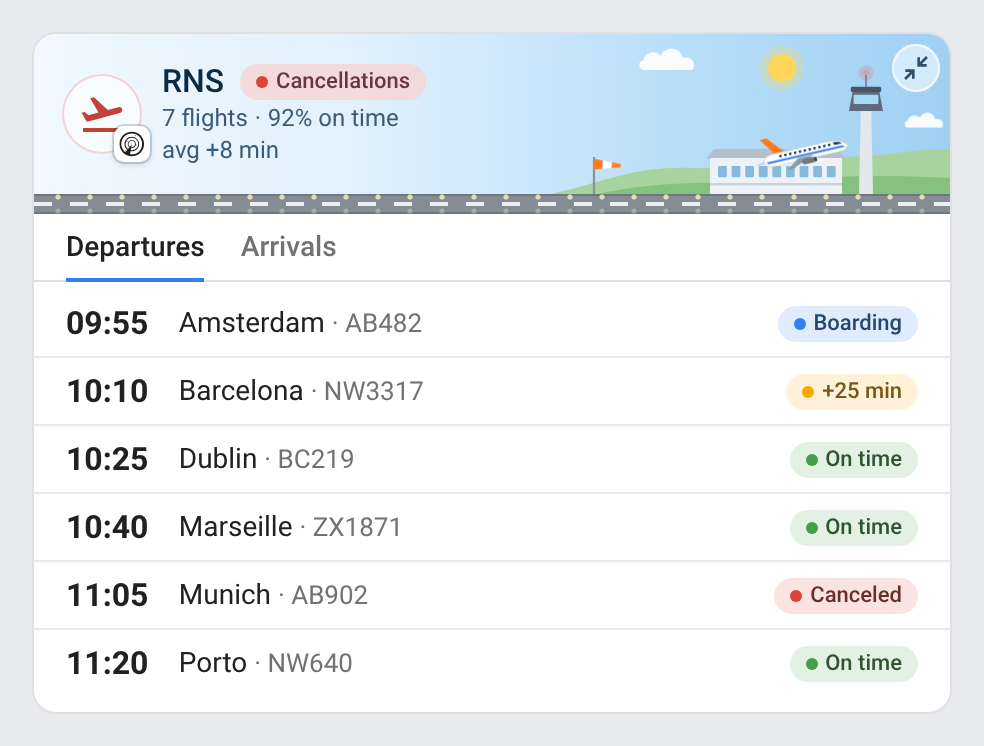 RNS Cancellations
7 flights · 92% on time
avg +8 min
Departures Arrivals
09:55 Amsterdam · AB482 Boarding
10:10 Barcelona · NW3317 +25 min
10:25 Dublin · BC219 On time
10:40 Marseille · ZX1871 On time
11:05 Munich · AB902 Canceled
11:20 Porto · NW640 On time